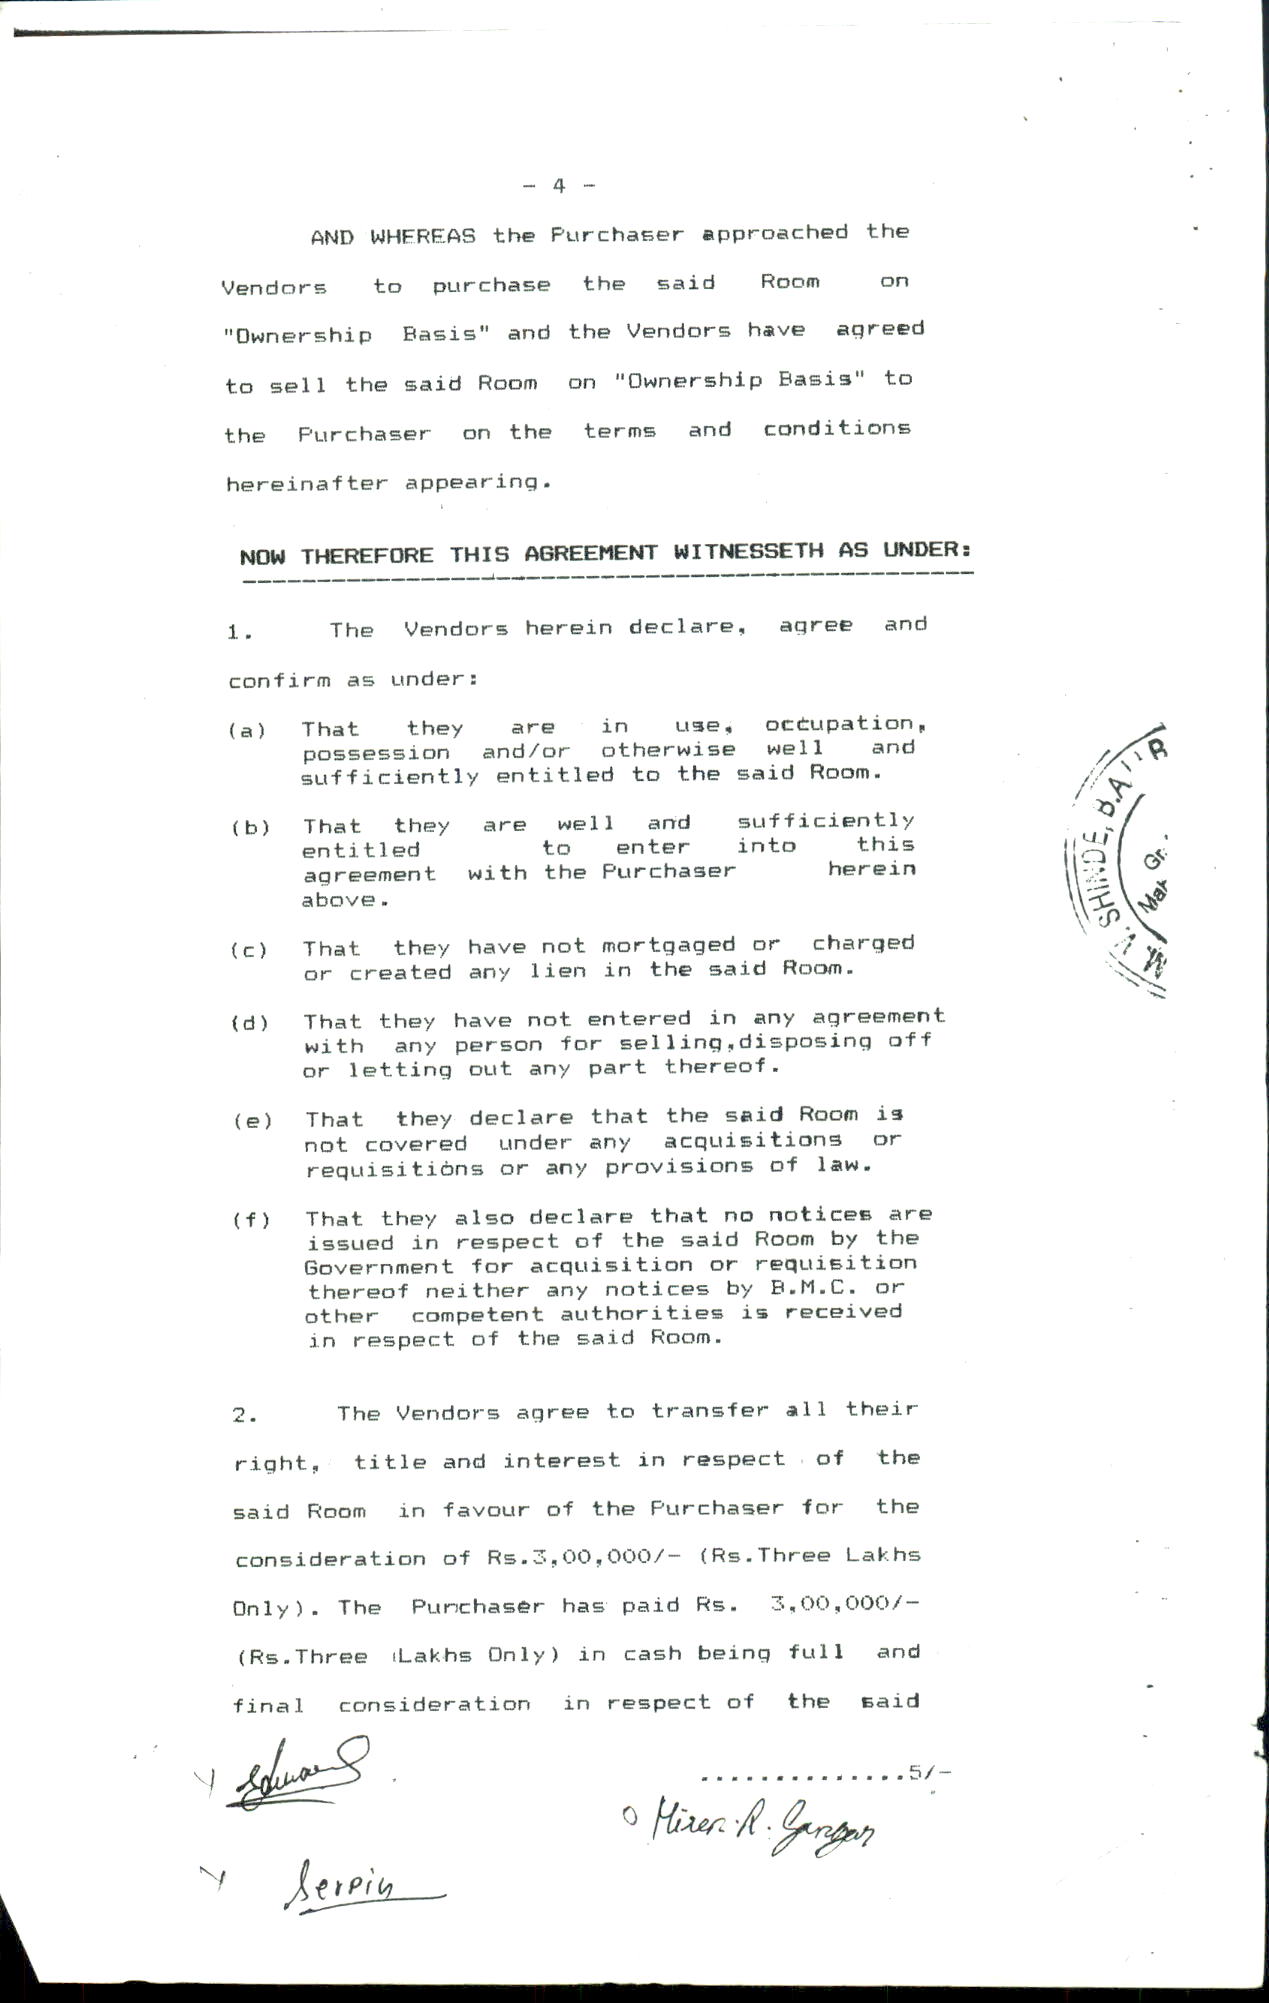 - 4 -
AND WHEREAS the Purchaser approached the
Vendors to purchase the said Room on
"Ownership Basis" and the Vendors have agreed
to sell the said Room on "Ownership Basis" to
the Purchaser on the terms and conditions
hereinafter appearing.
NOW THEREFORE THIS AGREEMENT WITNESSETH AS UNDER:
1. The Vendors herein declare, agree and
confirm as under:
(a) That they are in use, occupation,
possession and/or otherwise well and
sufficiently entitled to the said Room.
(b) That they are well and sufficiently
entitled to enter into this
agreement with the Purchaser herein
above.
(c) That they have not mortgaged or charged
or created any lien in the said Room.
(d) That they have not entered in any agreement
with any person for selling,disposing off
or letting out any part thereof.
(e) That they declare that the said Room is
not covered under any acquisitions or
requisitions or any provisions of law.
(f) That they also declare that no notices are
issued in respect of the said Room by the
Government for acquisition or requisition
thereof neither any notices by B.M.C. or
other competent authorities is received
in respect of the said Room.
2. The Vendors agree to transfer all their
right, title and interest in respect of the
said Room in favour of the Purchaser for the
consideration of Rs.3,00,000/- (Rs.Three Lakhs
Only). The Purchaser has paid Rs. 3,00,000/-
(Rs.Three Lakhs Only) in cash being full and
final consideration in respect of the said
..............5/-
V. SHINDE, B.A